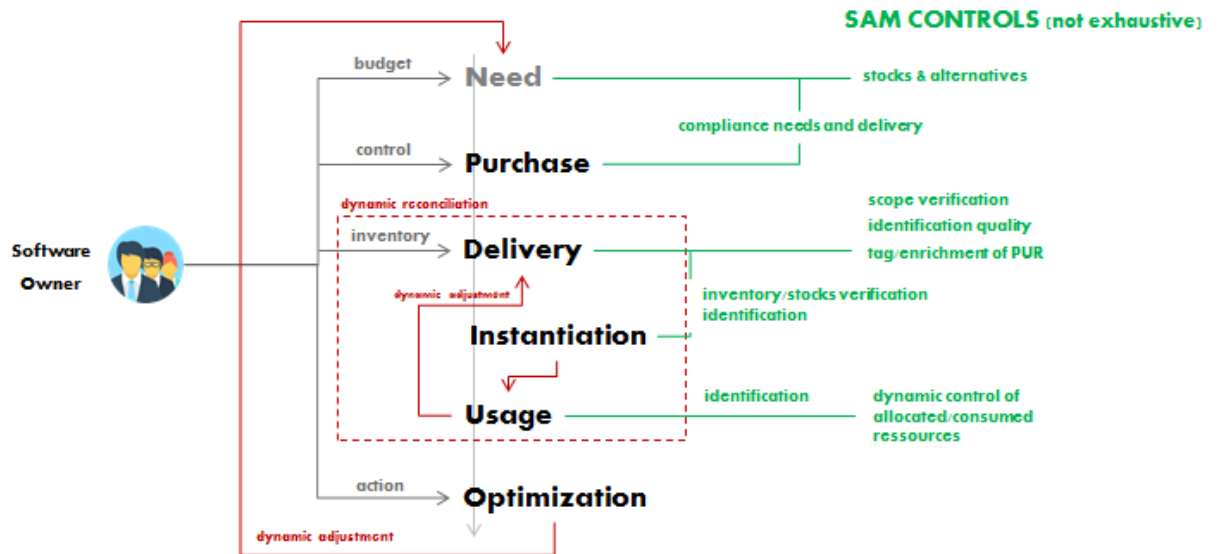 SAM CONTROLS (not exhaustive)
budget
Need
stocks & alternatives
compliance needs and delivery
control
Purchase
dynamic reconciliation
scope verification
identification quality
tag/enrichment of PUR
inventory
Delivery
Software
Owner
dynamic adjustment
inventory/stocks verification
identification
Instantiation
Usage
identification
dynamic control of
allocated/consumed
ressources
action
Optimization
dynamic adjustment